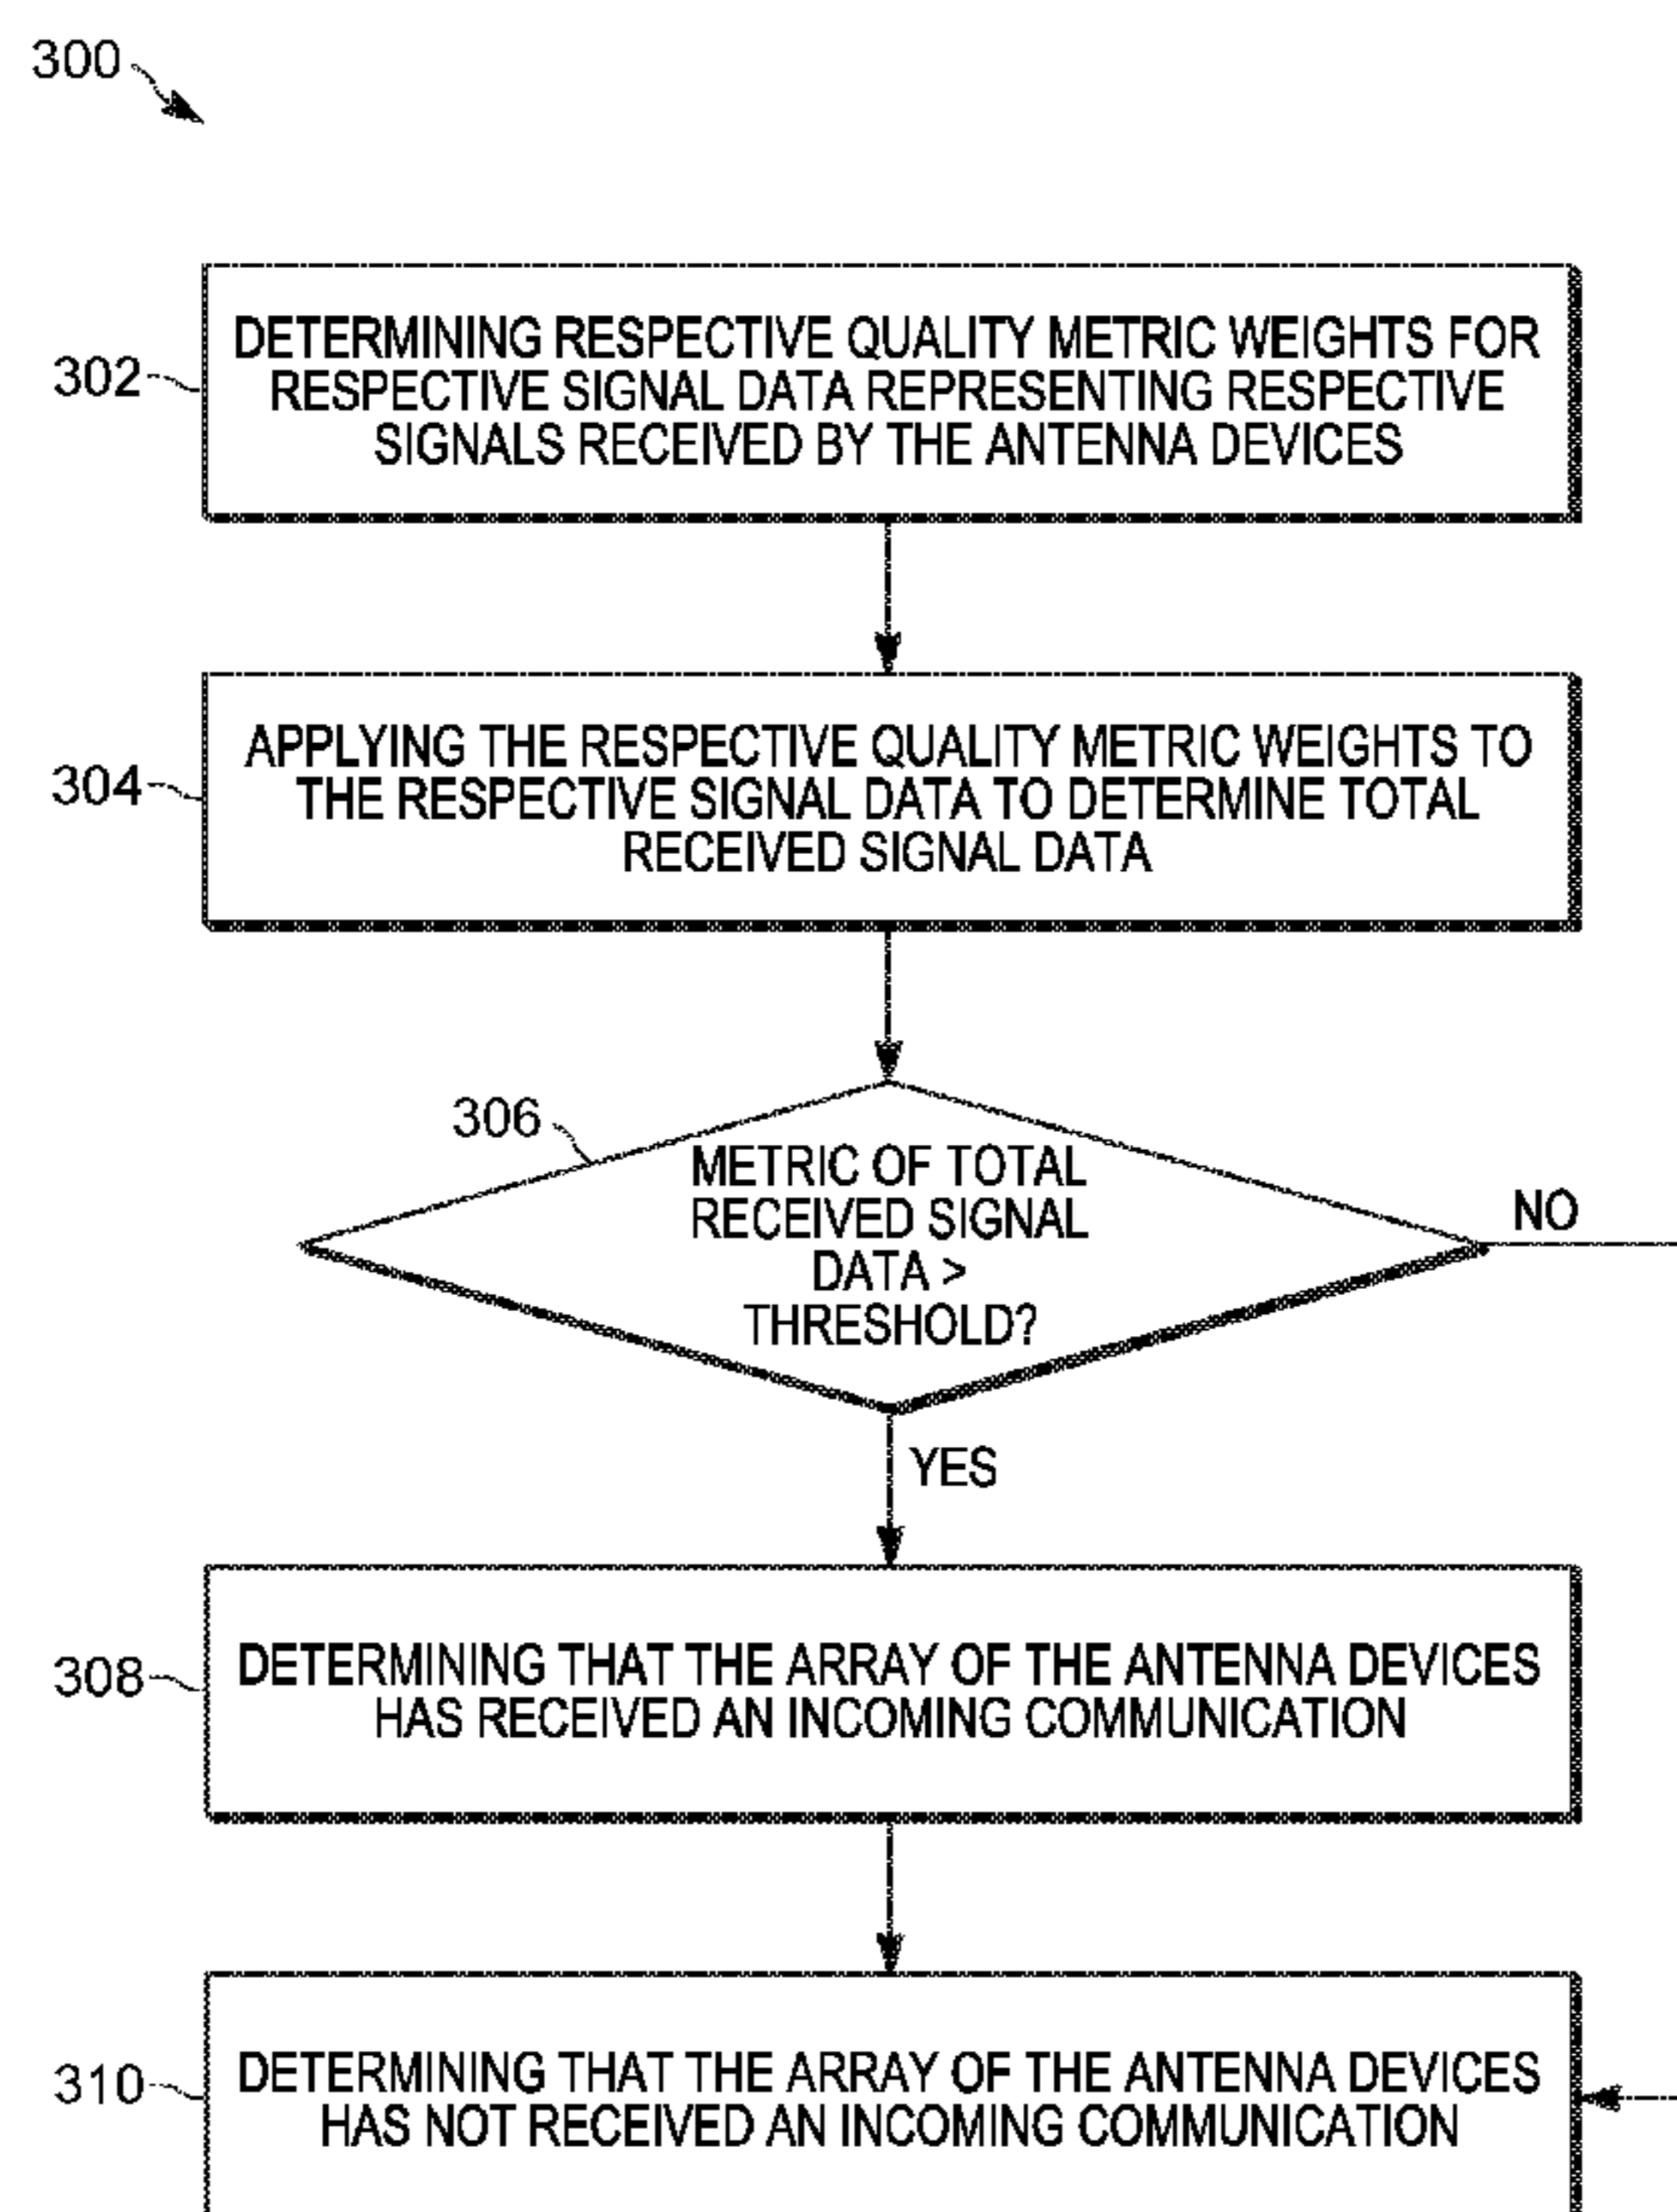 300
302
DETERMINING RESPECTIVE QUALITY METRIC WEIGHTS FOR
RESPECTIVE SIGNAL DATA REPRESENTING RESPECTIVE
SIGNALS RECEIVED BY THE ANTENNA DEVICES
304
APPLYING THE RESPECTIVE QUALITY METRIC WEIGHTS TO
THE RESPECTIVE SIGNAL DATA TO DETERMINE TOTAL
RECEIVED SIGNAL DATA
306
METRIC OF TOTAL
RECEIVED SIGNAL
DATA >
THRESHOLD?
NO
YES
308
DETERMINING THAT THE ARRAY OF THE ANTENNA DEVICES
HAS RECEIVED AN INCOMING COMMUNICATION
310
DETERMINING THAT THE ARRAY OF THE ANTENNA DEVICES
HAS NOT RECEIVED AN INCOMING COMMUNICATION